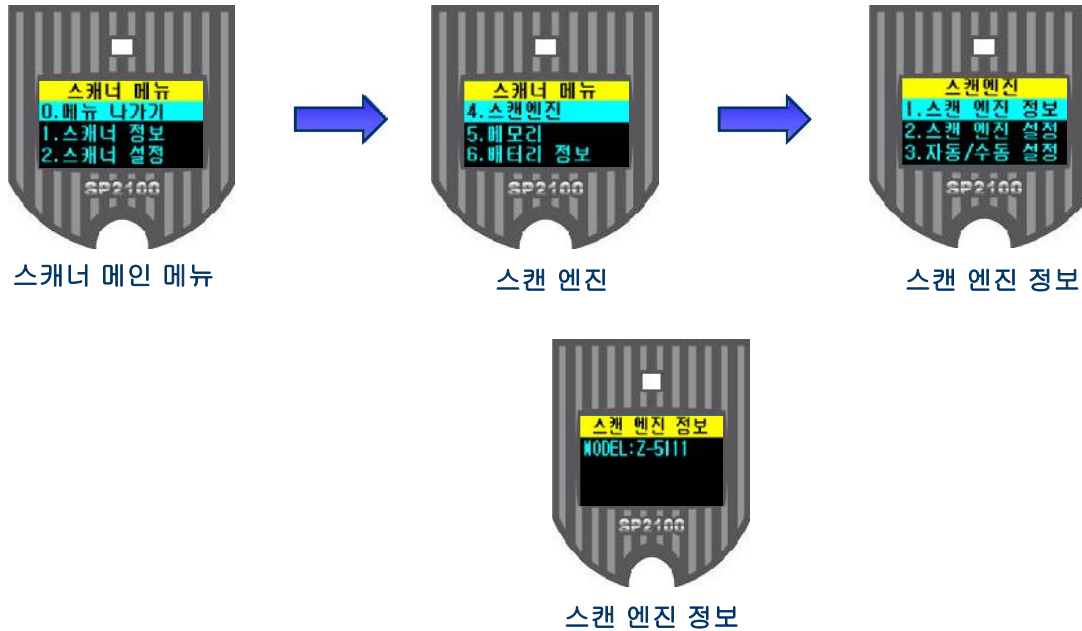 스캐너 메뉴
0.메뉴 나가기
1.스캐너 정보
2.스캐너 설정
SP2100
스캐너 메인 메뉴
스캐너 메뉴
4.스캔엔진
5.메모리
6.배터리 정보
SP2100
스캔 엔진
스캔엔진
1.스캔 엔진 정보
2.스캔 엔진 설정
3.자동/수동 설정
SP2100
스캔 엔진 정보
스캔 엔진 정보
MODEL:Z-5111
SP2100
스캔 엔진 정보